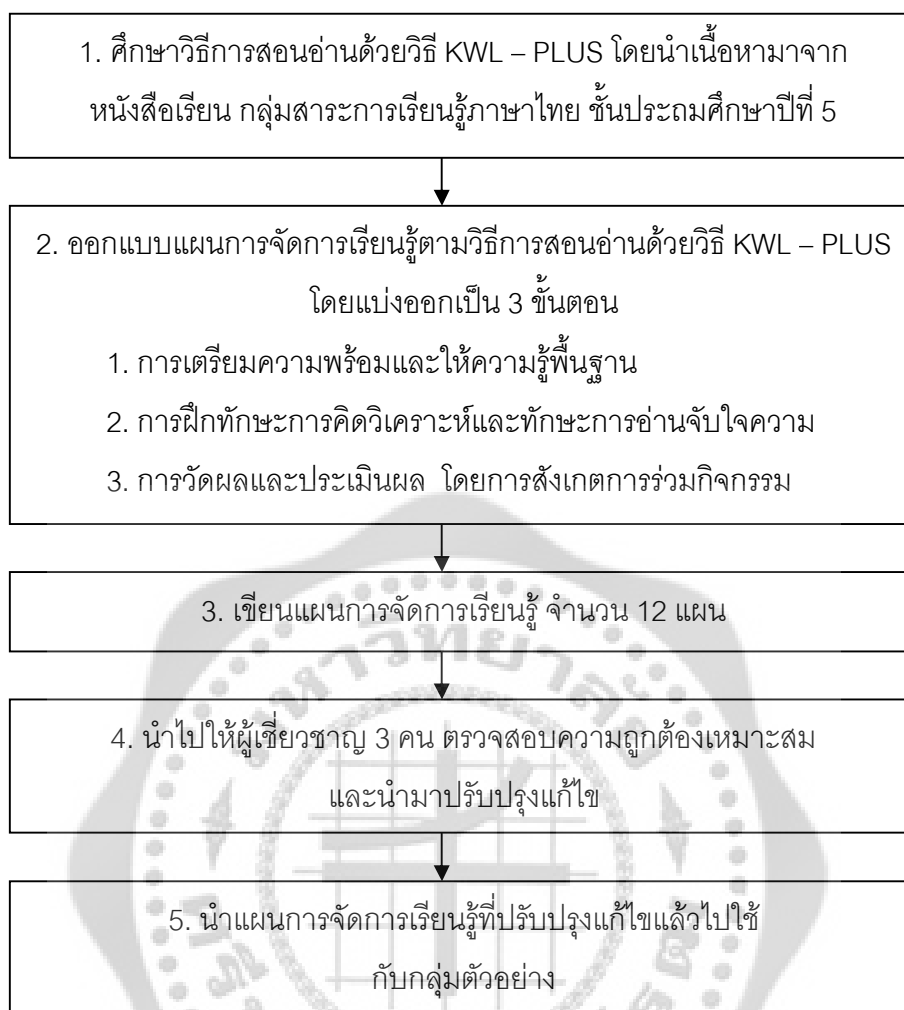 1. ศึกษาวิธีการสอนอ่านด้วยวิธี KWL – PLUS โดยนำเนื้อหามาจาก
หนังสือเรียน กลุ่มสาระการเรียนรู้ภาษาไทย ชั้นประถมศึกษาปีที่ 5
2. ออกแบบแผนการจัดการเรียนรู้ตามวิธีการสอนอ่านด้วยวิธี KWL – PLUS
โดยแบ่งออกเป็น 3 ขั้นตอน
1. การเตรียมความพร้อมและให้ความรู้พื้นฐาน
2. การฝึกทักษะการคิดวิเคราะห์และทักษะการอ่านจับใจความ
3. การวัดผลและประเมินผล โดยการสังเกตการร่วมกิจกรรม
3. เขียนแผนการจัดการเรียนรู้ จำนวน 12 แผน
4. นำไปให้ผู้เชี่ยวชาญ 3 คน ตรวจสอบความถูกต้องเหมาะสม
และนำมาปรับปรุงแก้ไข
5. นำแผนการจัดการเรียนรู้ที่ปรับปรุงแก้ไขแล้วไปใช้
กับกลุ่มตัวอย่าง